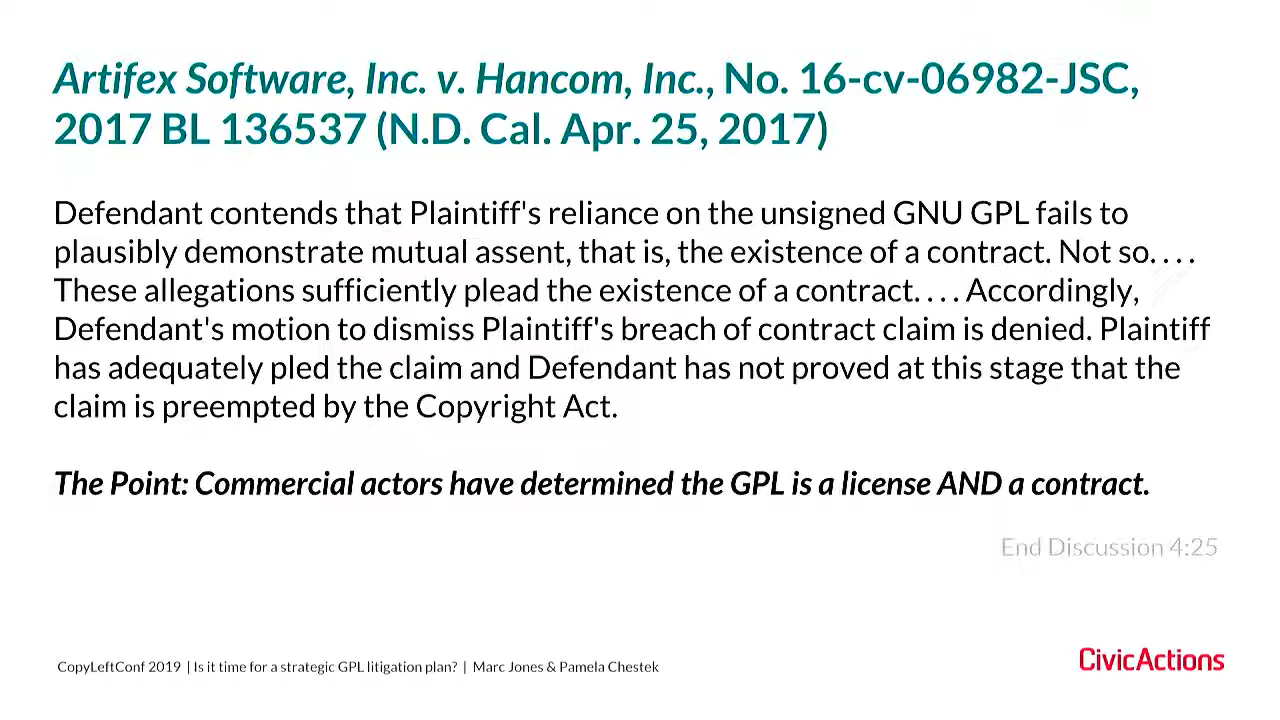 Artifex Software, Inc. v. Hancom, Inc., No. 16-cv-06982-JSC,
2017 BL 136537 (N.D. Cal. Apr. 25, 2017)
Defendant contends that Plaintiff's reliance on the unsigned GNU GPL fails to
plausibly demonstrate mutual assent, that is, the existence of a contract. Not so. . . .
These allegations sufficiently plead the existence of a contract. . . . Accordingly,
Defendant's motion to dismiss Plaintiff's breach of contract claim is denied. Plaintiff
has adequately pled the claim and Defendant has not proved at this stage that the
claim is preempted by the Copyright Act.
The Point: Commercial actors have determined the GPL is a license AND a contract.
End Discussion 4:25
CopyLeftConf 2019 | Is it time for a strategic GPL litigation plan? | Marc Jones & Pamela Chestek
CivicActions